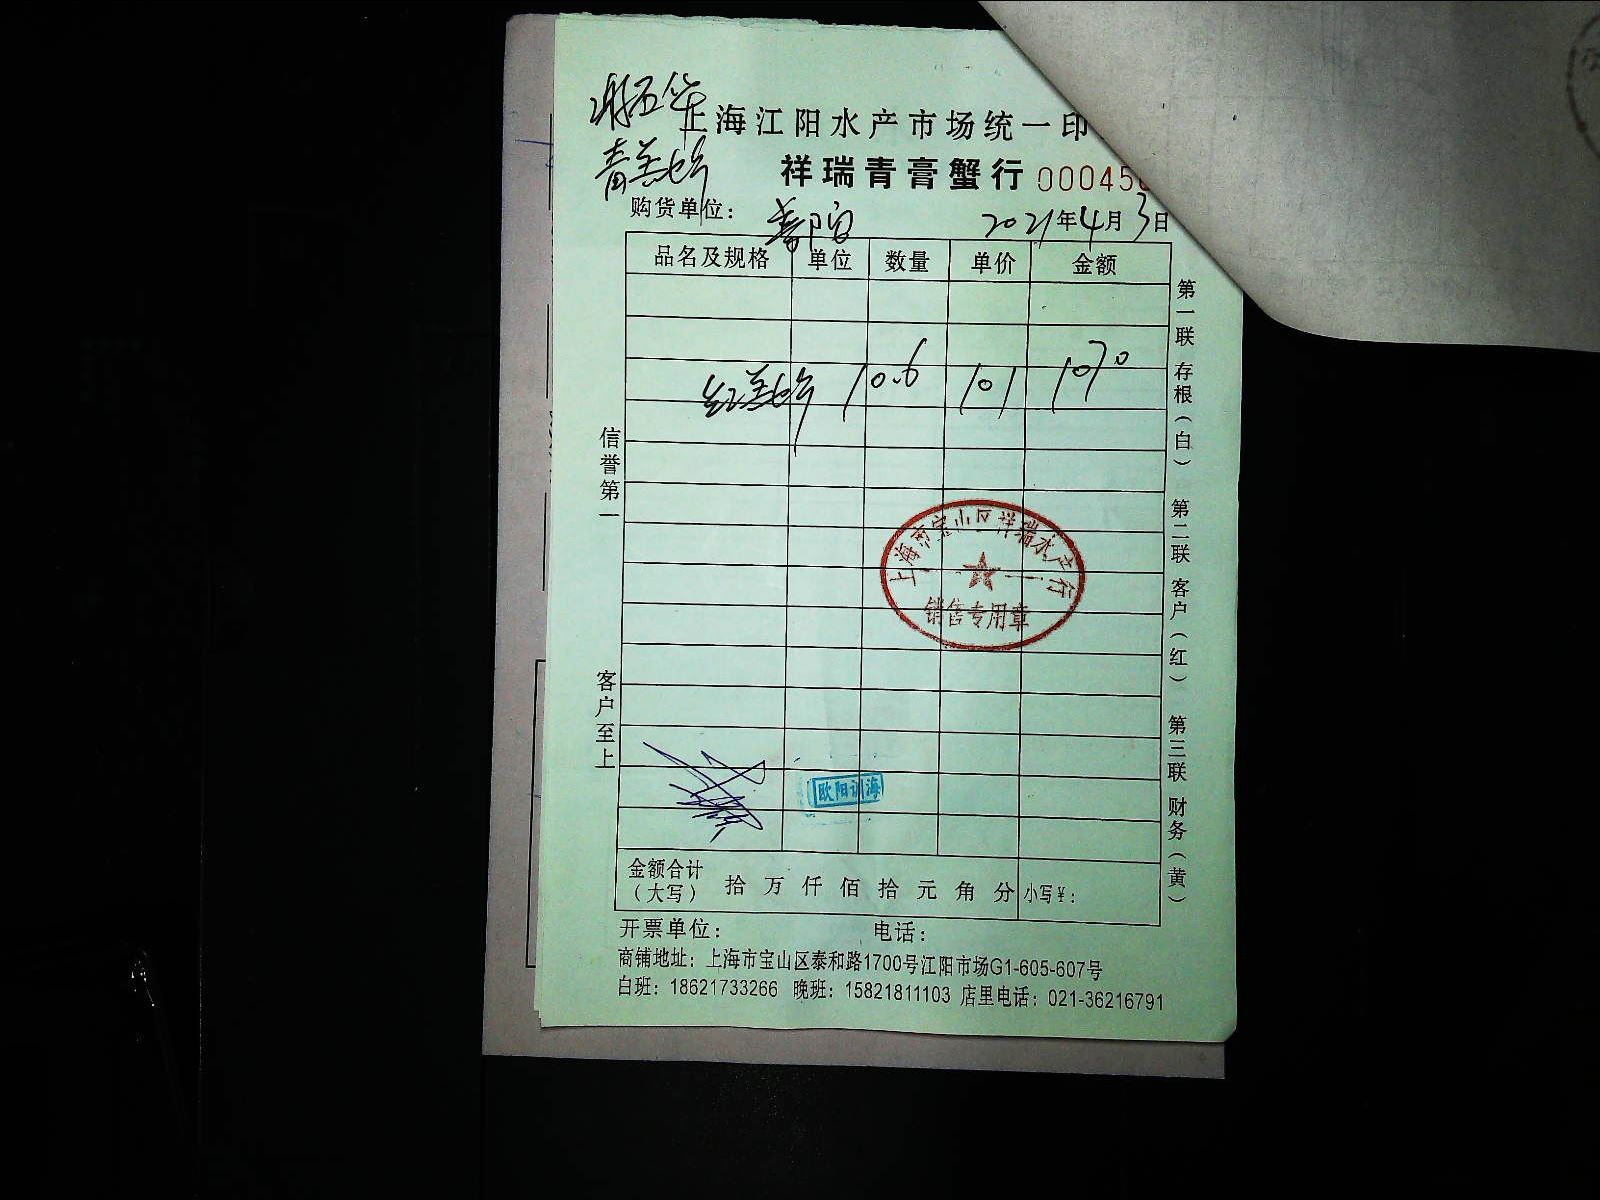 上海江阳水产市场统一印
祥瑞青膏蟹行 00045
购货单位： 2021年4月3日
品名及规格 单位 数量 单价 金额
10.6 101 1070
信誉第一
客户至上
第一联 存根（白） 第二联 客户（红） 第三联 财务（黄）
上海市宝山区祥瑞水产行
销售专用章
欧阳训海
金额合计（大写） 拾 万 仟 佰 拾 元 角 分 小写￥：
开票单位： 电话：
商铺地址：上海市宝山区泰和路1700号江阳市场G1-605-607号
白班：18621733266 晚班：15821811103 店里电话：021-36216791